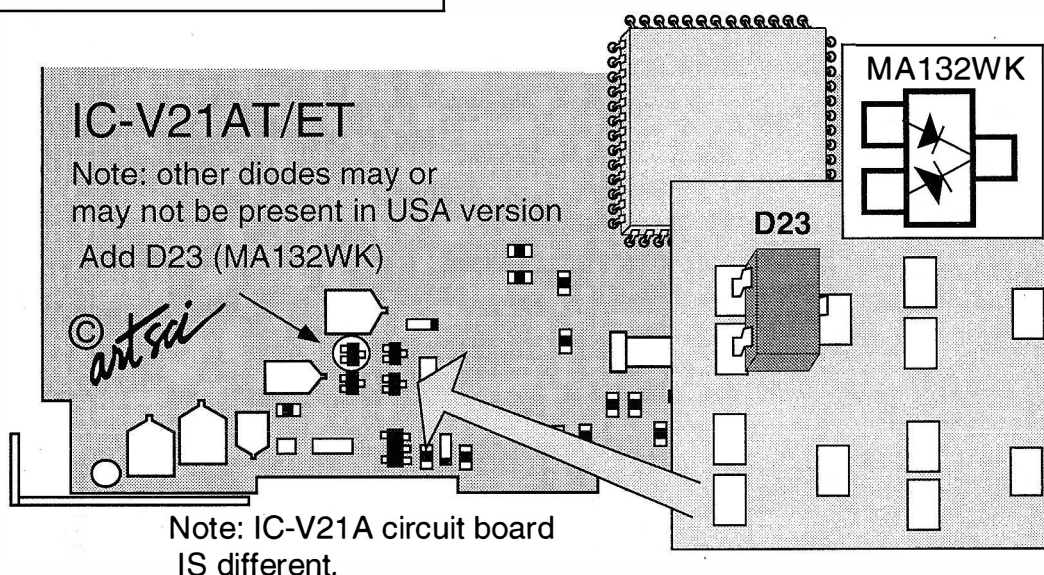 IC-V21AT/ET
Note: other diodes may or
may not be present in USA version
Add D23 (MA132WK)
© artsci
MA132WK
D23
Note: IC-V21A circuit board
IS different.